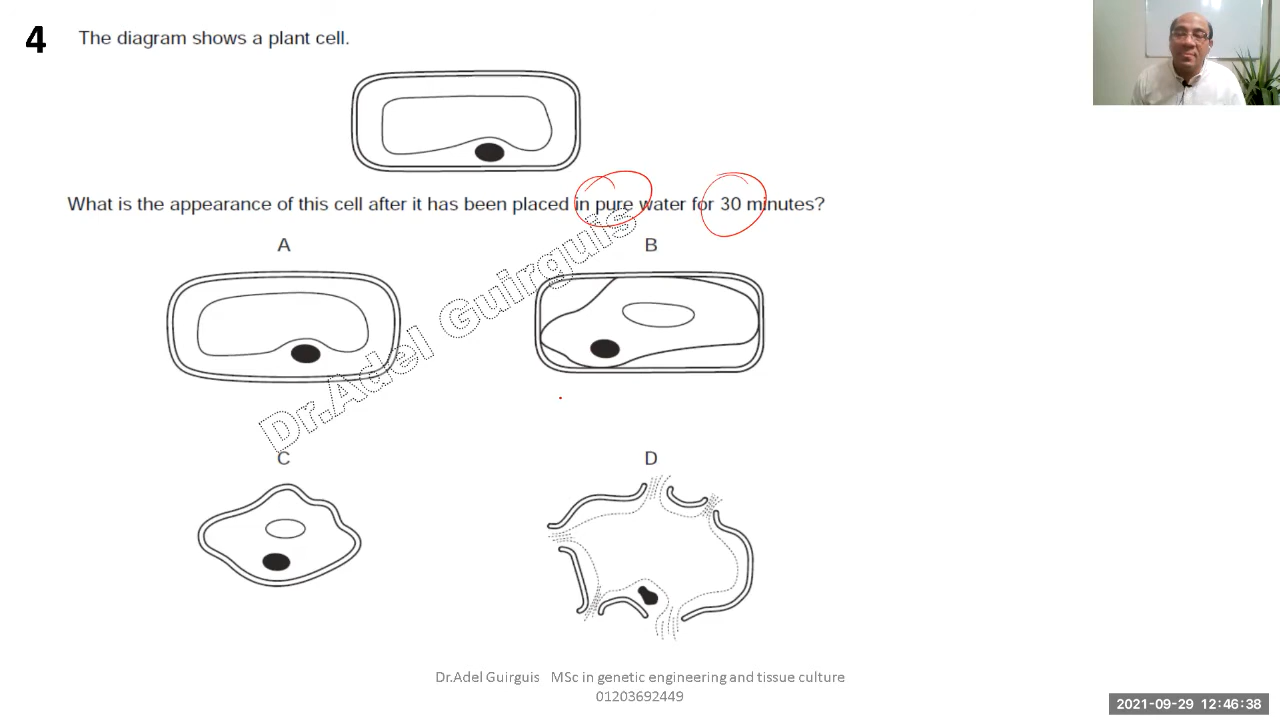 4 The diagram shows a plant cell.
What is the appearance of this cell after it has been placed in pure water for 30 minutes?
A
B
Dr.Adel Guirguis
C
D
Dr.Adel Guirguis MSc in genetic engineering and tissue culture
01203692449
2021-09-29 12:46:38